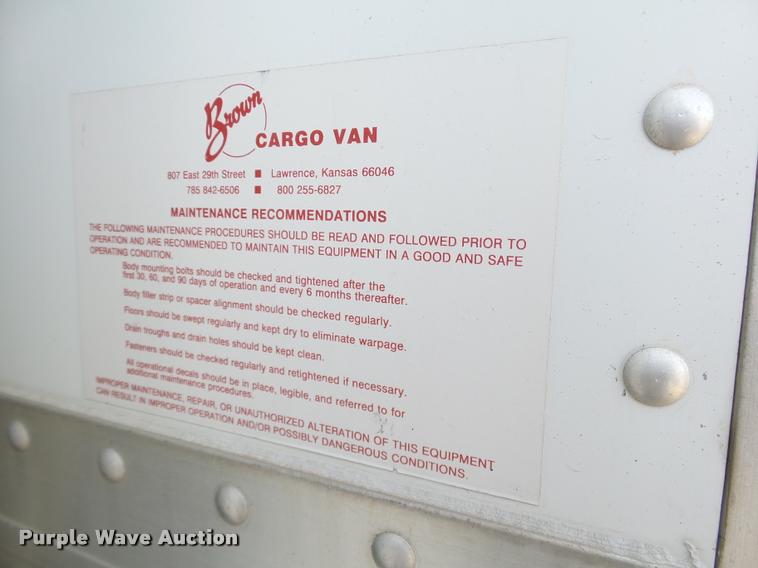 Brown
CARGO VAN
807 East 29th Street ■ Lawrence, Kansas 66046
785 842-6506 ■ 800 255-6827
MAINTENANCE RECOMMENDATIONS
THE FOLLOWING MAINTENANCE PROCEDURES SHOULD BE READ AND FOLLOWED PRIOR TO
OPERATION AND ARE RECOMMENDED TO MAINTAIN THIS EQUIPMENT IN A GOOD AND SAFE
OPERATING CONDITION.
Body mounting bolts should be checked and tightened after the
first 30, 60, and 90 days of operation and every 6 months thereafter.
Body filler strip or spacer alignment should be checked regularly.
Floors should be swept regularly and kept dry to eliminate warpage.
Drain troughs and drain holes should be kept clean.
Fasteners should be checked regularly and retightened if necessary.
All operational decals should be in place, legible, and referred to for
additional maintenance procedures.
IMPROPER MAINTENANCE, REPAIR, OR UNAUTHORIZED ALTERATION OF THIS EQUIPMENT
CAN RESULT IN IMPROPER OPERATION AND/OR POSSIBLY DANGEROUS CONDITIONS.
Purple Wave Auction